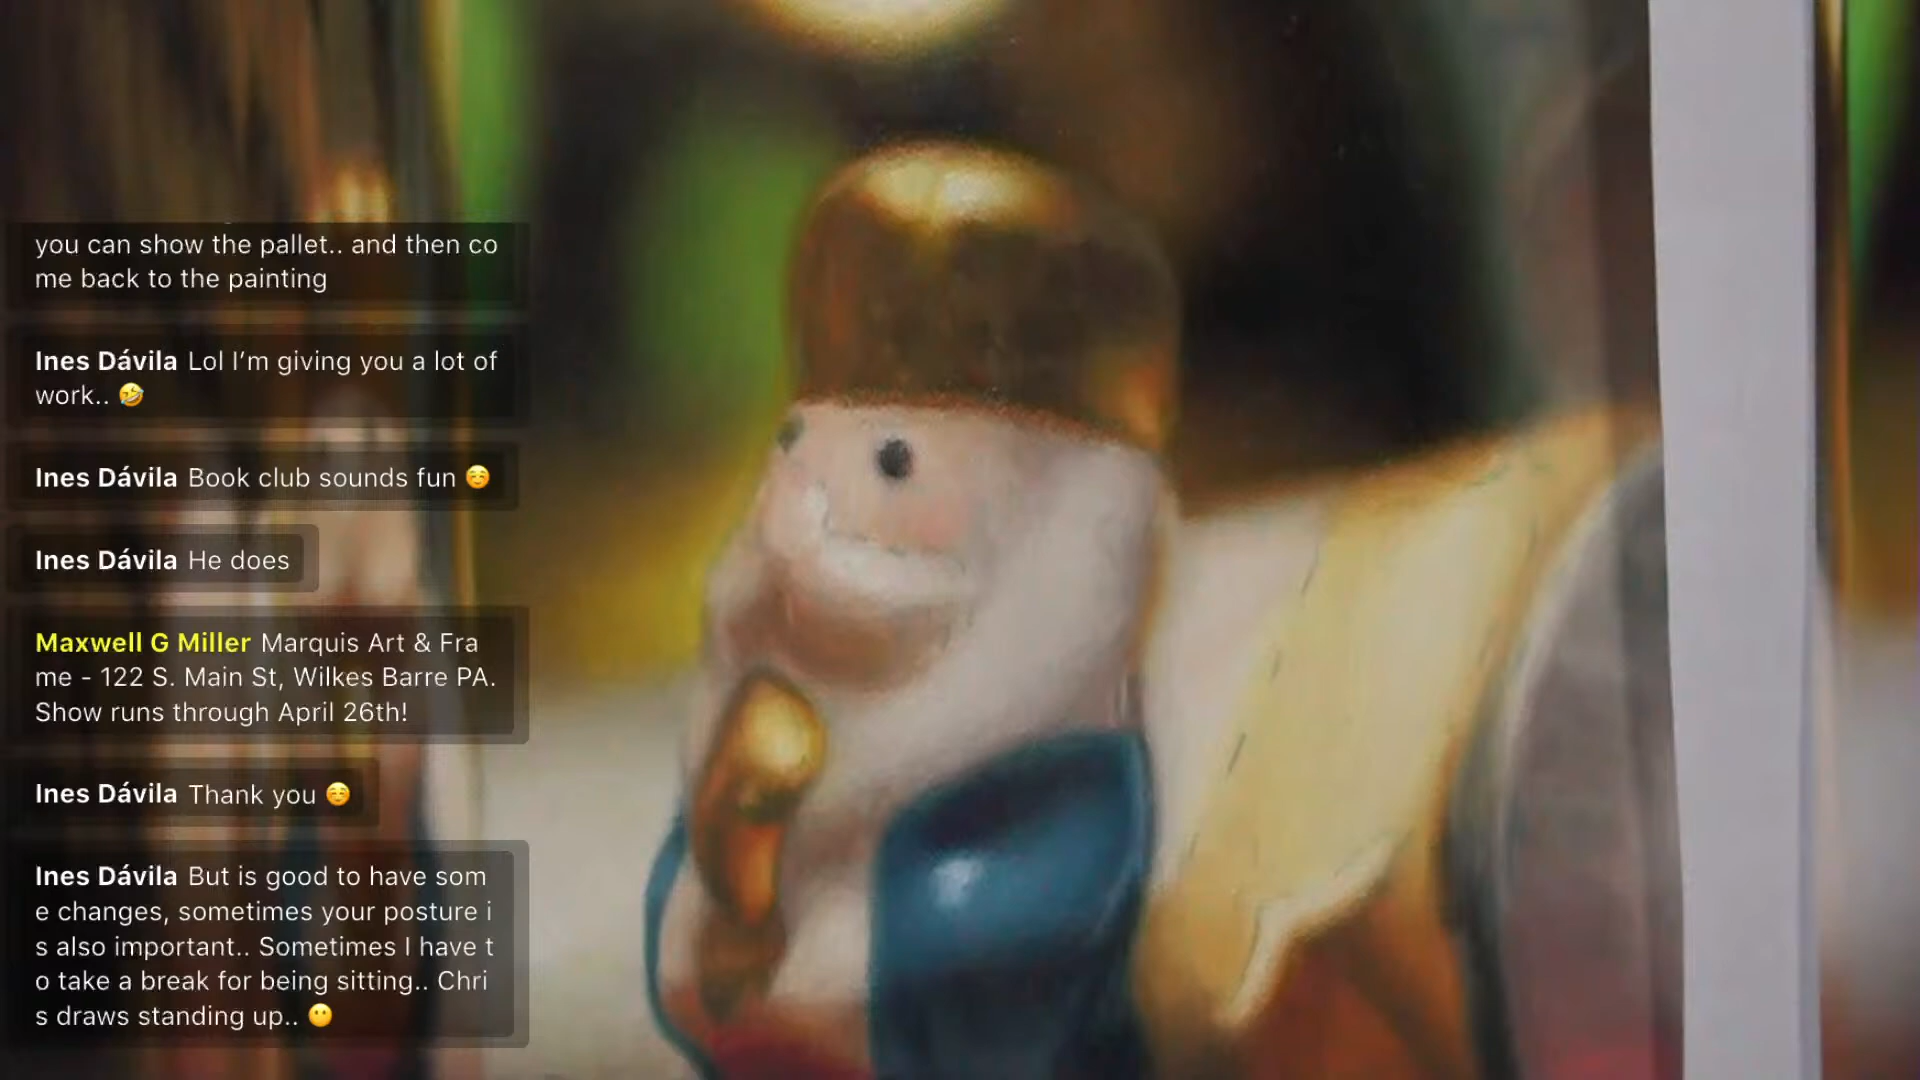 you can show the pallet.. and then co
me back to the painting
Ines Dávila Lol I’m giving you a lot of
work.. 🤣
Ines Dávila Book club sounds fun ☺️
Ines Dávila He does
Maxwell G Miller Marquis Art & Fra
me - 122 S. Main St, Wilkes Barre PA.
Show runs through April 26th!
Ines Dávila Thank you ☺️
Ines Dávila But is good to have som
e changes, sometimes your posture i
s also important.. Sometimes I have t
o take a break for being sitting.. Chri
s draws standing up.. 😶